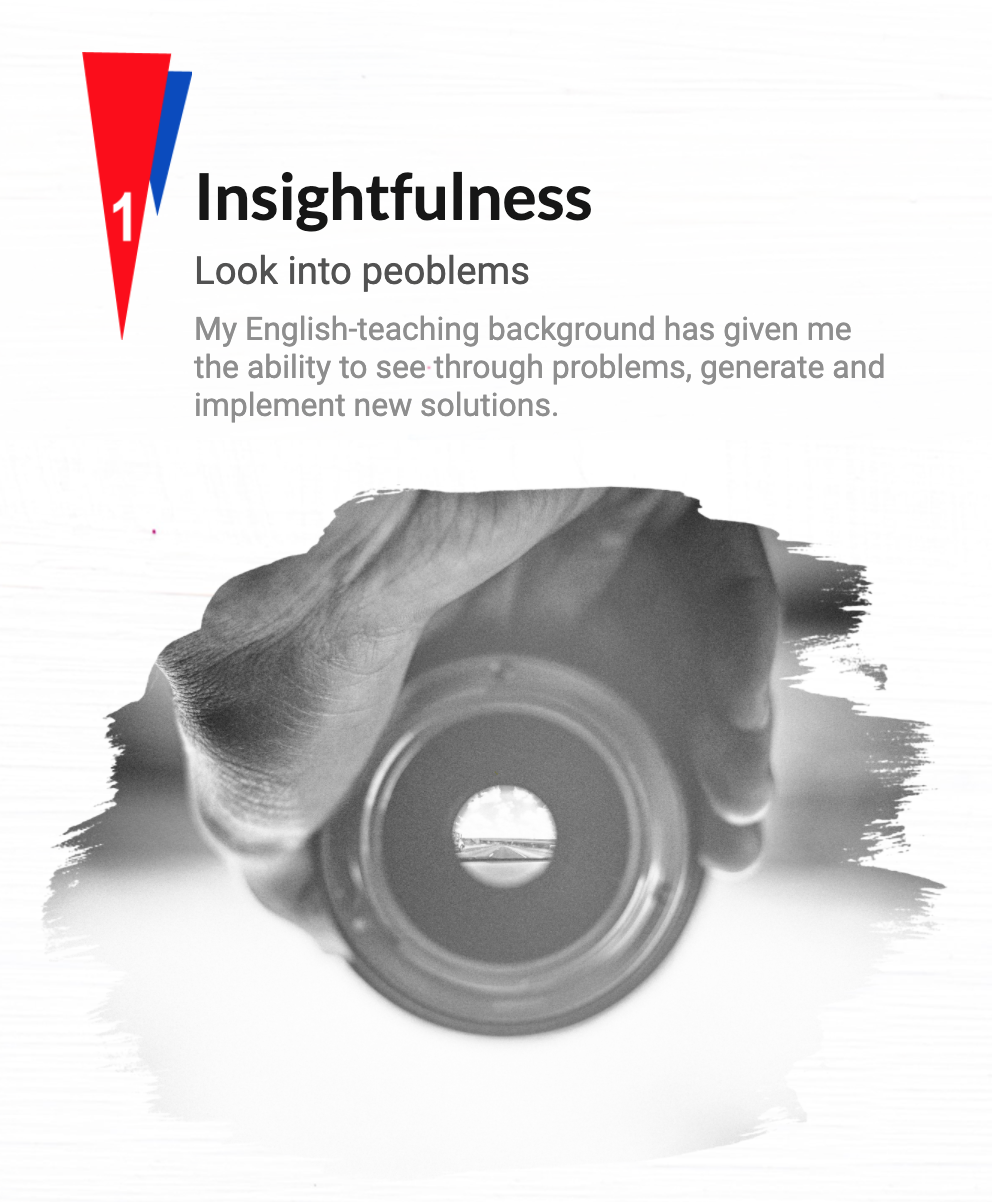 1
Insightfulness
Look into peoblems
My English-teaching background has given me
the ability to see through problems, generate and
implement new solutions.